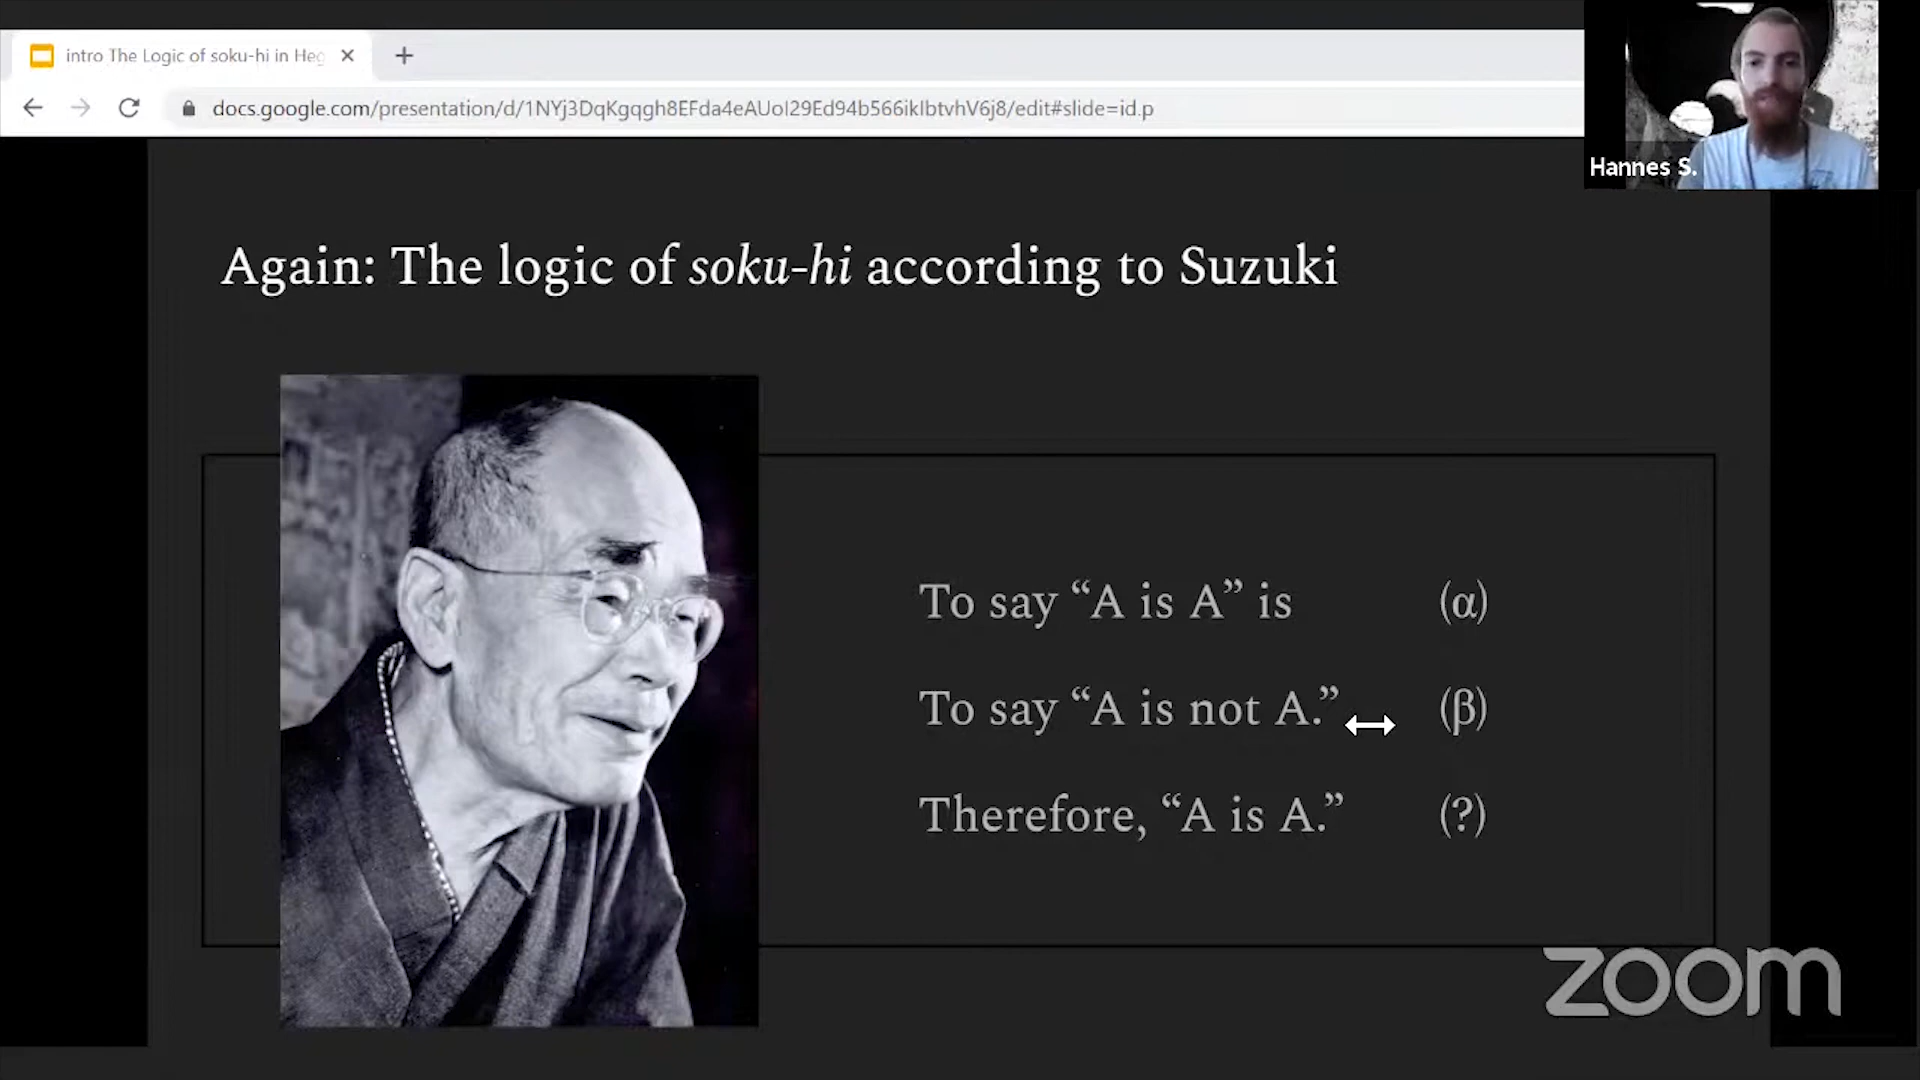 intro The Logic of soku-hi in Heg
docs.google.com/presentation/d/1NYj3DqKgqgh8EFda4eAUoI29Ed94b566ikIbtvhV6j8/edit#slide=id.p
Hannes S.
Again: The logic of soku-hi according to Suzuki
To say “A is A” is (α)
To say “A is not A.” (β)
Therefore, “A is A.” (?)
zoom